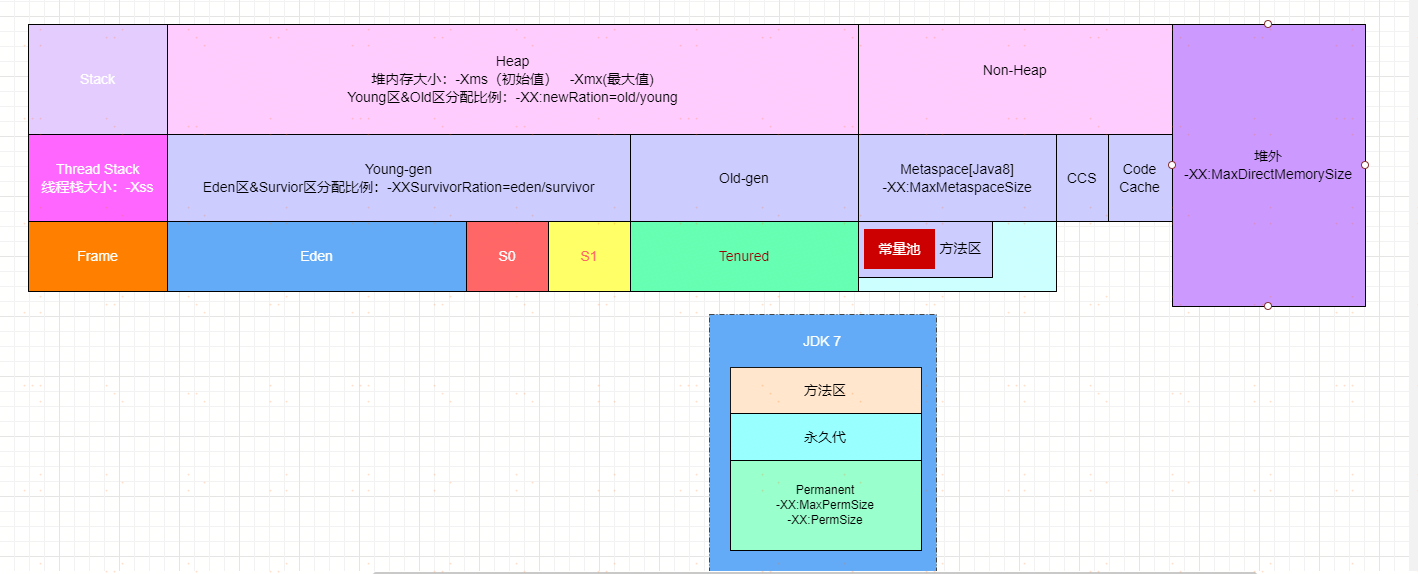 Stack
Heap
堆内存大小：-Xms（初始值） -Xmx(最大值)
Young区&Old区分配比例：-XX:newRation=old/young
Non-Heap
堆外
-XX:MaxDirectMemorySize
Thread Stack
线程栈大小：-Xss
Young-gen
Eden区&Survior区分配比例：-XXSurvivorRation=eden/survivor
Old-gen
Metaspace[Java8]
-XX:MaxMetaspaceSize
CCS
Code
Cache
Frame
Eden
S0
S1
Tenured
常量池
方法区
JDK 7
方法区
永久代
Permanent
-XX:MaxPermSize
-XX:PermSize